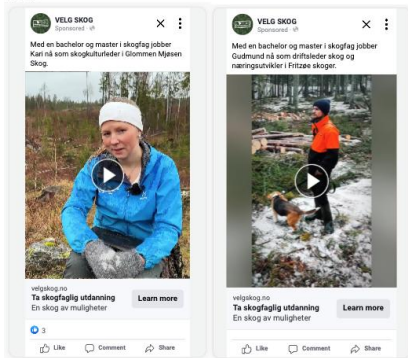 VELG SKOG
Sponsored ·
Med en bachelor og master i skogfag jobber
Kari nå som skogkulturleder i Glommen Mjøsen
Skog.
velgskog.no
Ta skogfaglig utdanning
En skog av muligheter
Learn more
3
Like Comment Share
VELG SKOG
Sponsored ·
Med en bachelor og master i skogfag jobber
Gudmund nå som driftsleder skog og
næringsutvikler i Fritzøe skoger.
velgskog.no
Ta skogfaglig utdanning
En skog av muligheter
Learn more
Like Comment Share